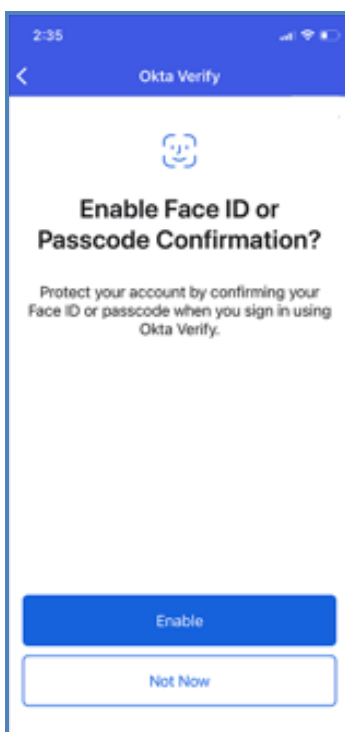 2:35
Okta Verify
Enable Face ID or
Passcode Confirmation?
Protect your account by confirming your
Face ID or passcode when you sign in using
Okta Verify.
Enable
Not Now